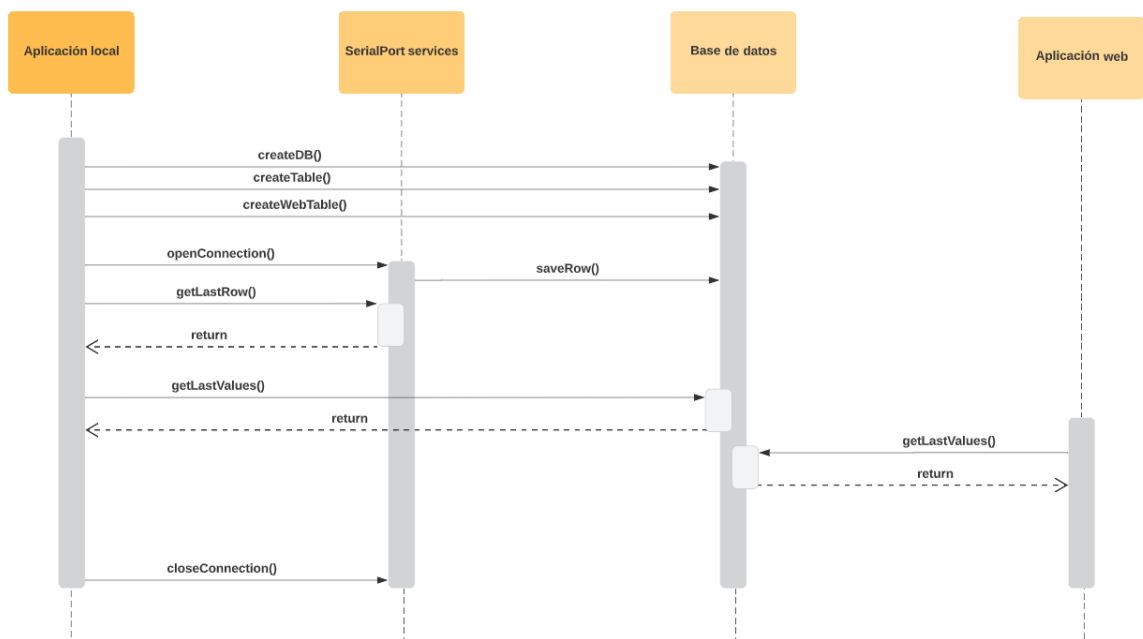 Aplicación local
SerialPort services
Base de datos
Aplicación web
createDB()
createTable()
createWebTable()
openConnection()
saveRow()
getLastRow()
return
getLastValues()
return
getLastValues()
return
closeConnection()